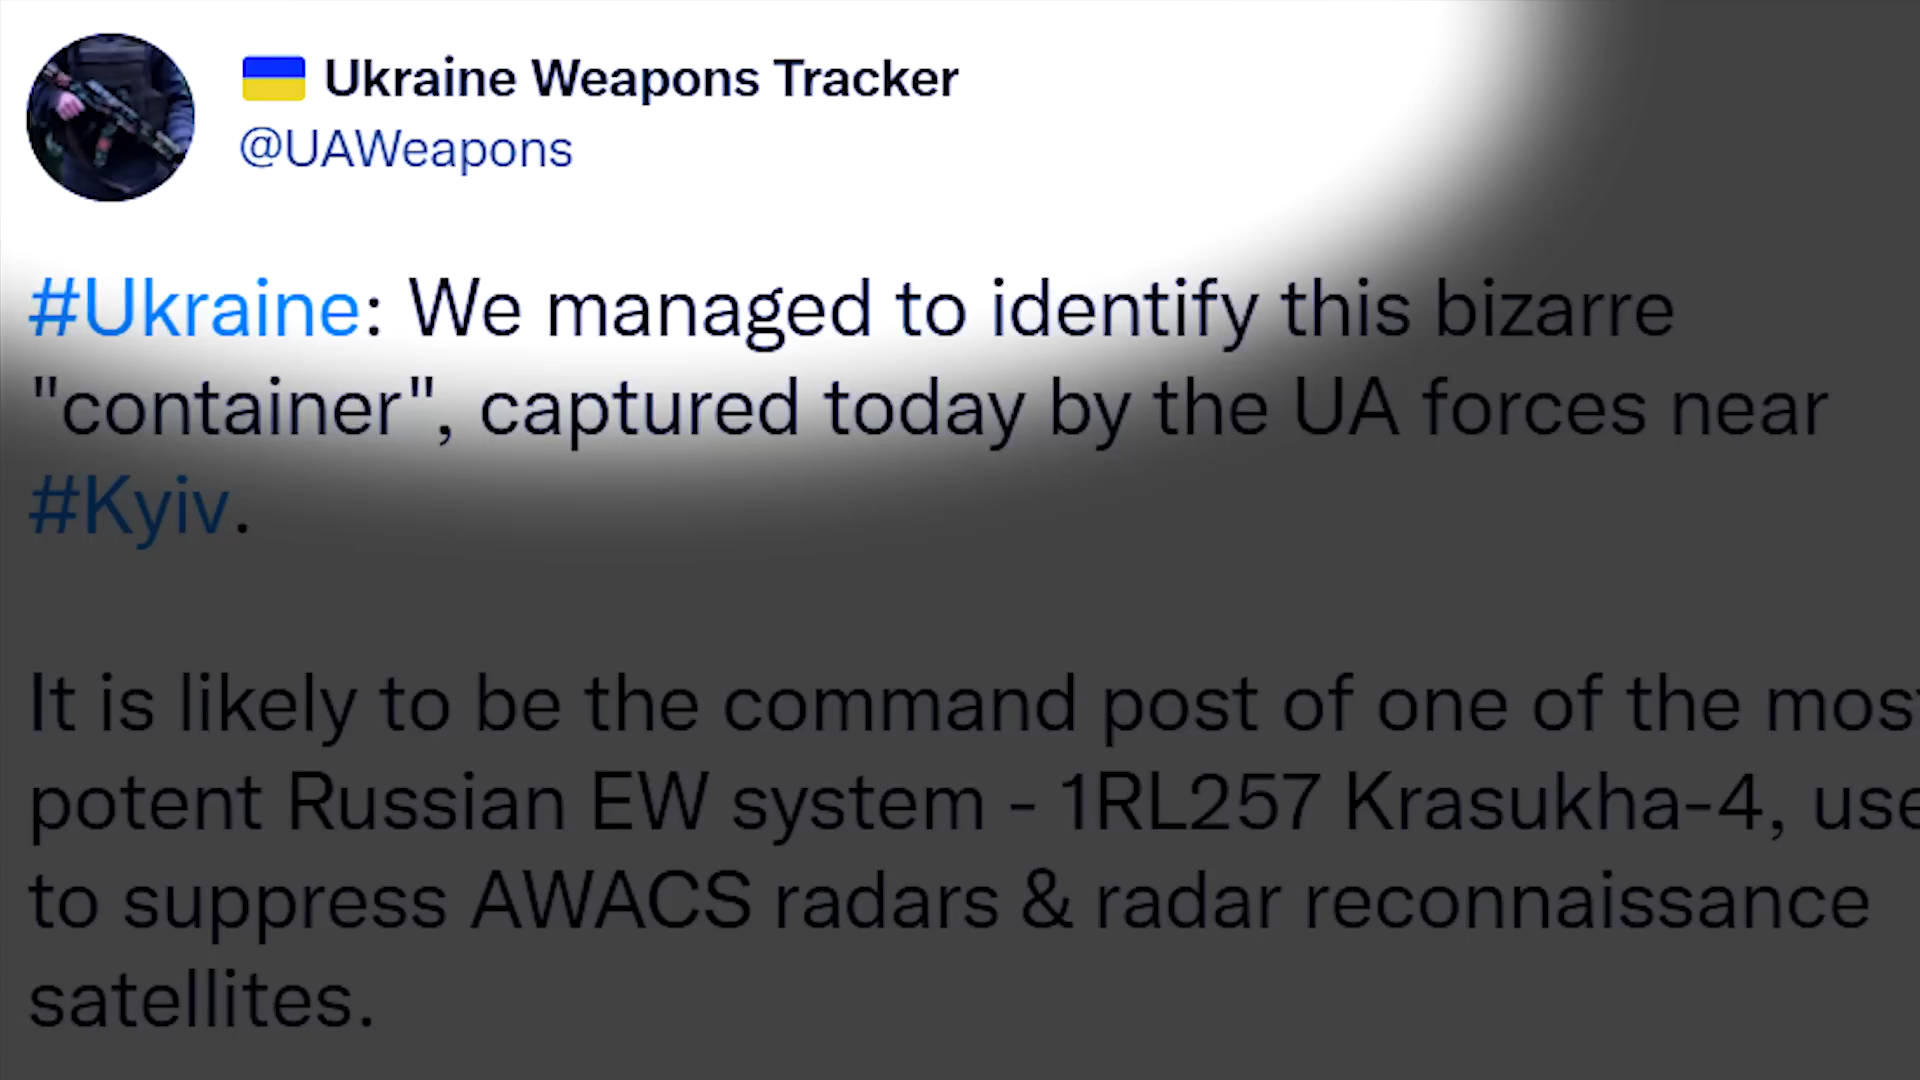 Ukraine Weapons Tracker
@UAWeapons
#Ukraine: We managed to identify this bizarre
"container", captured today by the UA forces near
#Kyiv.
It is likely to be the command post of one of the mos
potent Russian EW system - 1RL257 Krasukha-4, use
to suppress AWACS radars & radar reconnaissance
satellites.